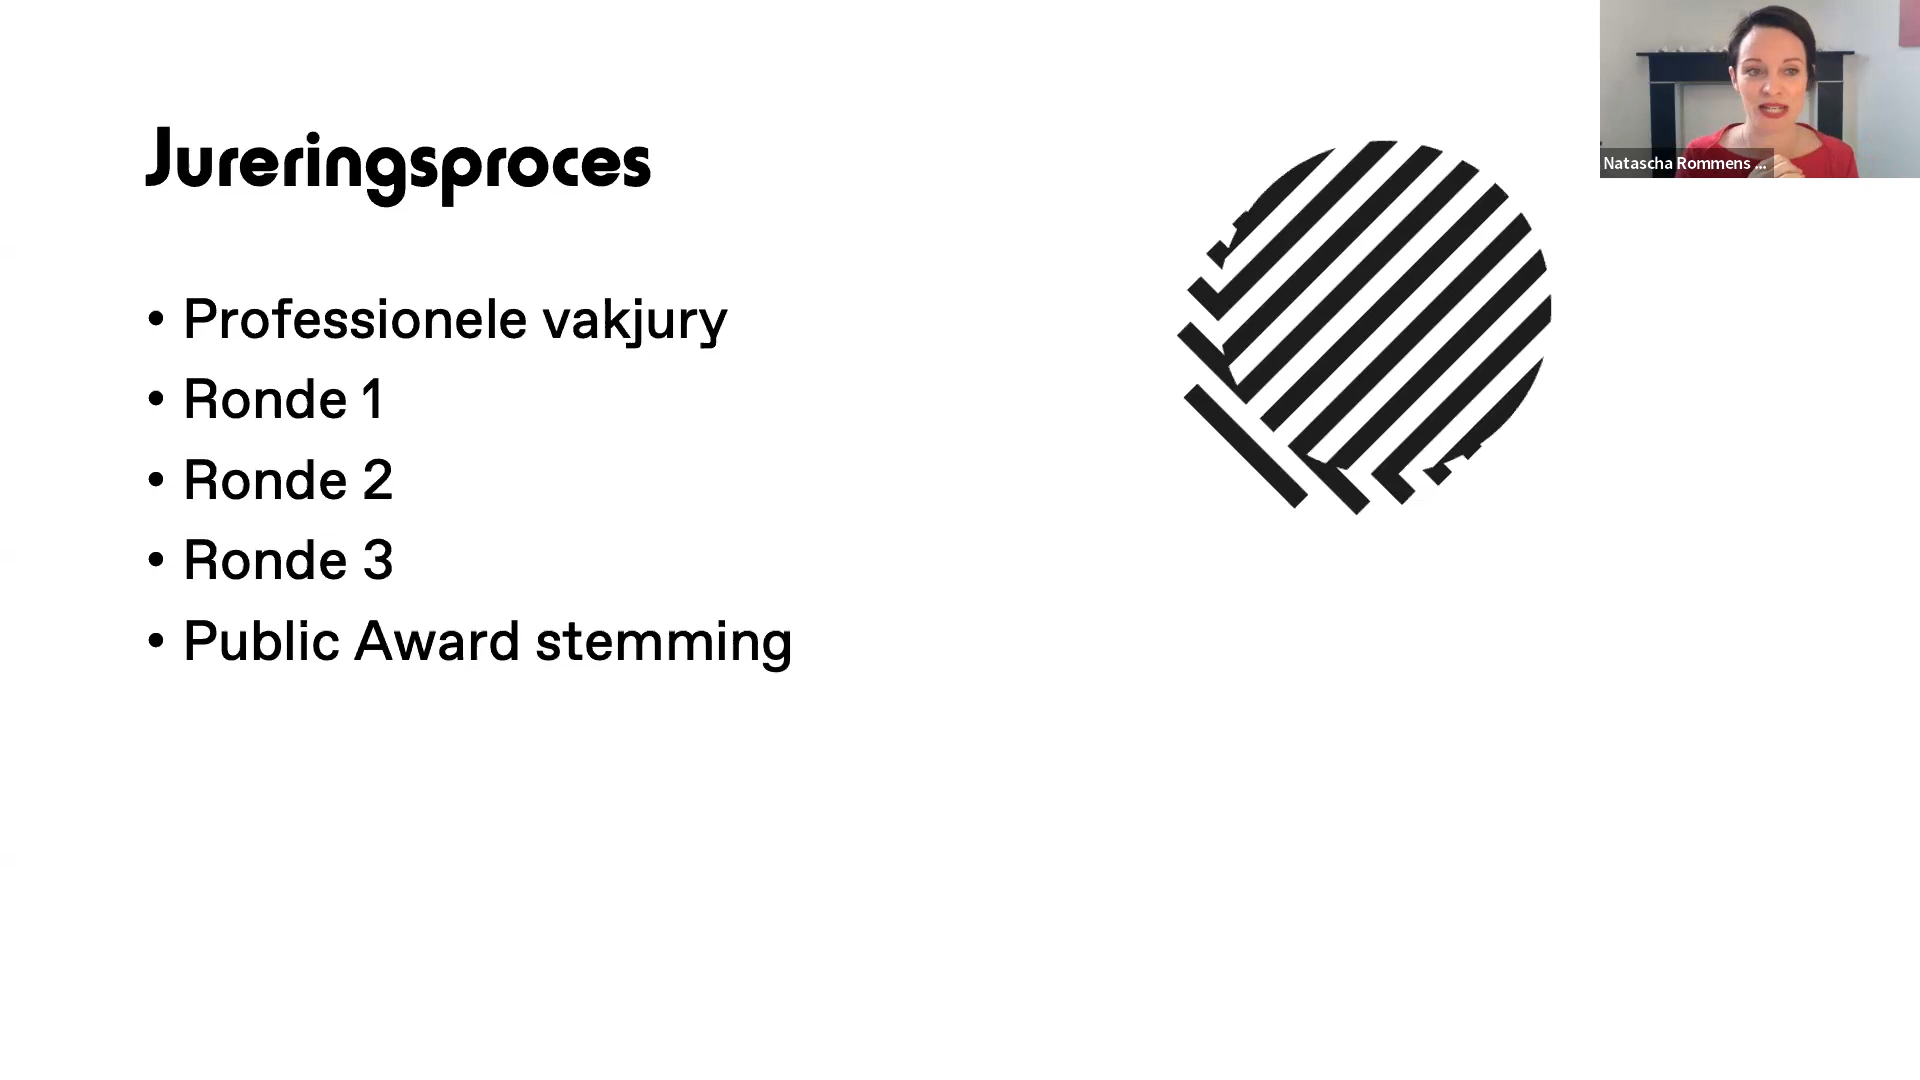 Jureringsproces
• Professionele vakjury
• Ronde 1
• Ronde 2
• Ronde 3
• Public Award stemming
Natascha Rommens ...